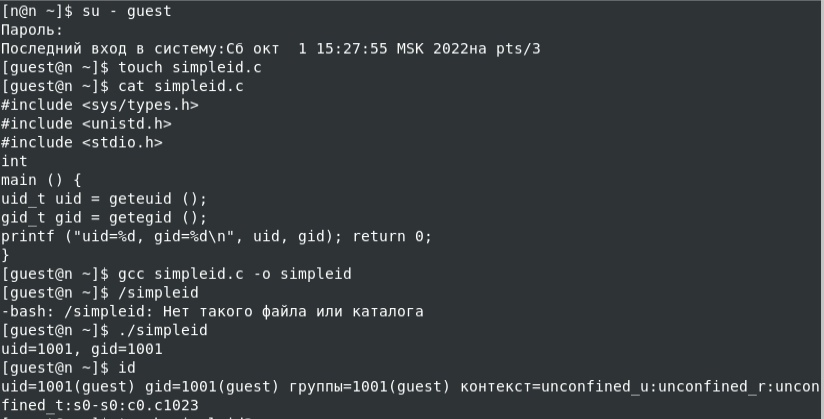 [n@n ~]$ su - guest
Пароль:
Последний вход в систему:Сб окт  1 15:27:55 MSK 2022на pts/3
[guest@n ~]$ touch simpleid.c
[guest@n ~]$ cat simpleid.c
#include <sys/types.h>
#include <unistd.h>
#include <stdio.h>
int
main () {
uid_t uid = geteuid ();
gid_t gid = getegid ();
printf ("uid=%d, gid=%d\n", uid, gid); return 0;
}
[guest@n ~]$ gcc simpleid.c -o simpleid
[guest@n ~]$ /simpleid
-bash: /simpleid: Нет такого файла или каталога
[guest@n ~]$ ./simpleid
uid=1001, gid=1001
[guest@n ~]$ id
uid=1001(guest) gid=1001(guest) группы=1001(guest) контекст=unconfined_u:unconfined_r:uncon
fined_t:s0-s0:c0.c1023